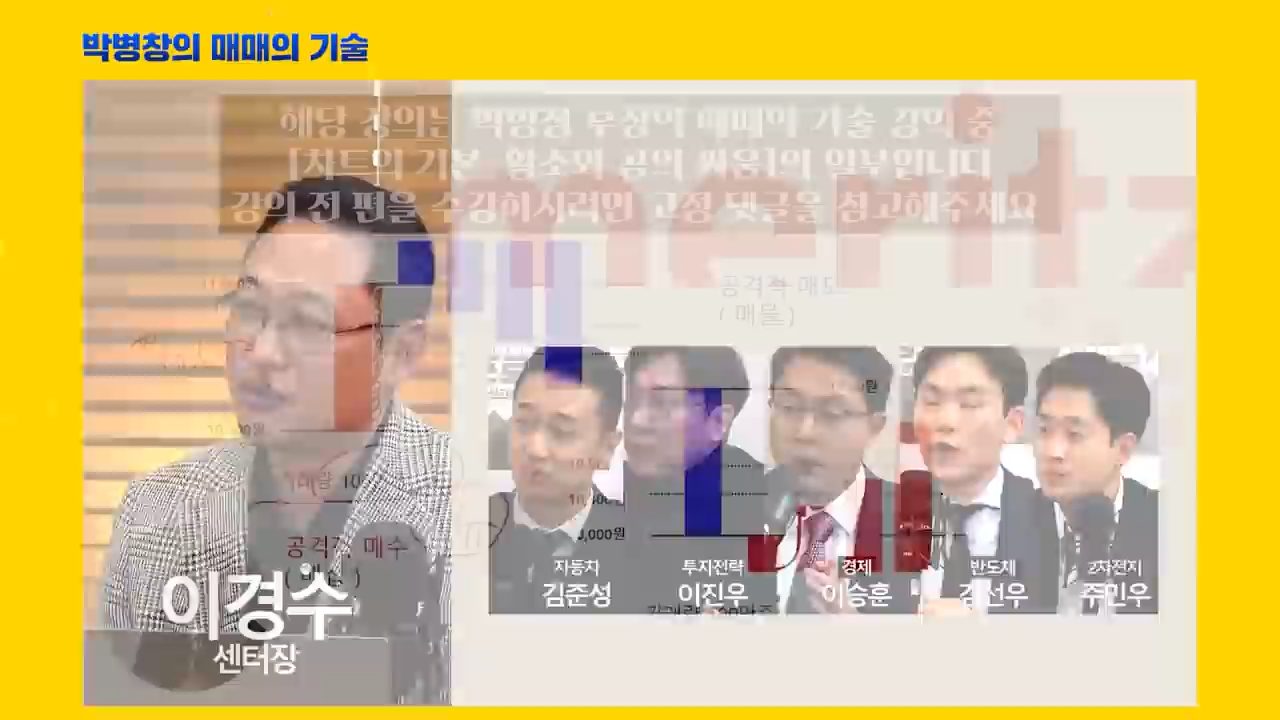 박병창의 매매의 기술
해당 강의는 박병창 부장의 매매의 기술 강의 중
[차트의 기본 황소와 곰의 싸움]의 일부입니다
강의 전 편을 수강하시려면 고정 댓글을 참고해주세요
meritz
공격적 매도
( 매물 )
공격적 매수
이경수
센터장
자동차
김준성
투자전략
이진우
경제
이승훈
반도체
김선우
2차전지
주민우